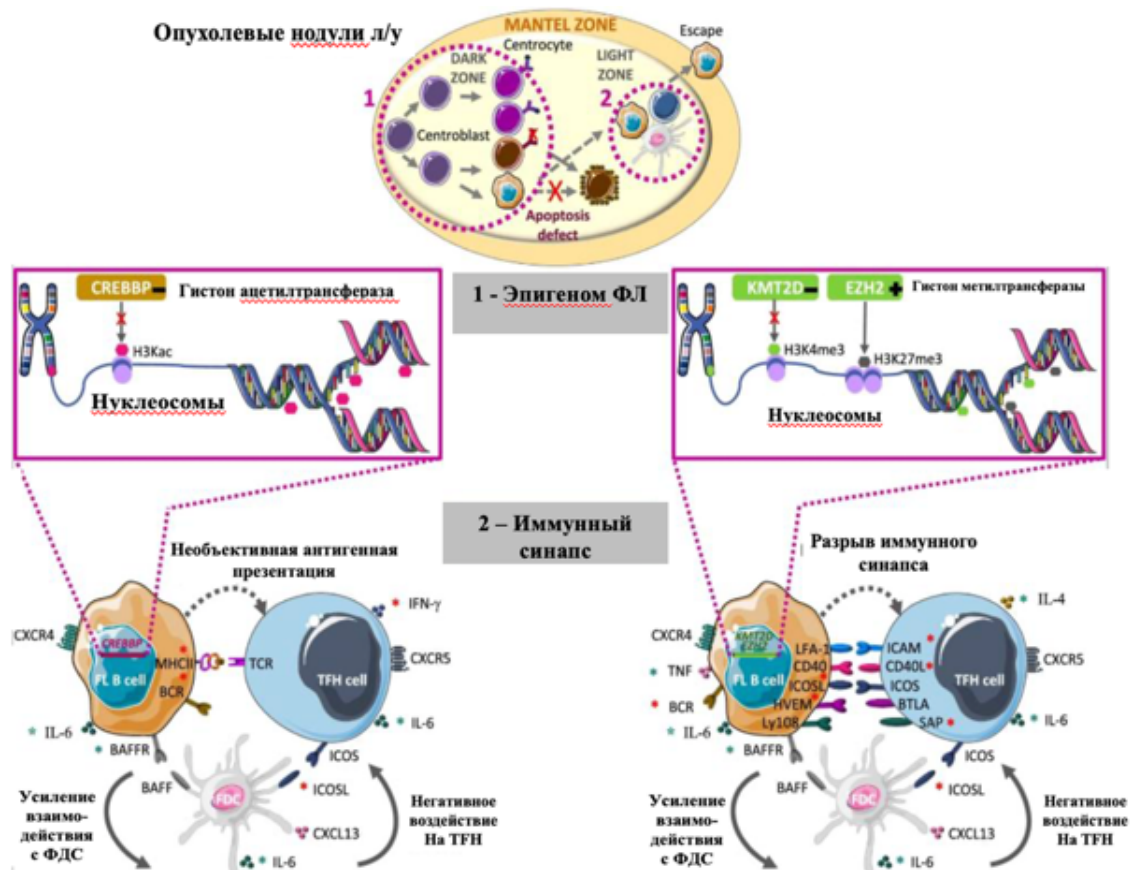 Опухолевые нодули л/у
MANTEL ZONE
Escape
Centrocyte
DARK
ZONE
LIGHT
ZONE
1
2
Centroblast
Apoptosis
defect
CREBBP
Гистон ацетилтрансфераза
H3Kac
Нуклеосомы
1 - Эпигеном ФЛ
KMT2D
EZH2
Гистон метилтрансферазы
H3K4me3
H3K27me3
Нуклеосомы
2 – Иммунный
синапс
Необъективная антигенная
презентация
CXCR4
CREBBP
FL B cell
MHCII
BCR
TCR
TFH cell
IFN-γ
CXCR5
IL-6
BAFFR
IL-6
BAFF
ICOS
FDC
ICOSL
CXCL13
IL-6
Усиление
взаимо-
действия
с ФДС
Негативное
воздействие
На TFH
Разрыв иммунного
синапса
CXCR4
TNF
BCR
IL-6
BAFFR
KMT2D
EZH2
FL B cell
LFA-1
CD40
ICOSL
HVEM
Ly108
ICAM
CD40L
ICOS
BTLA
SAP
TFH cell
IL-4
CXCR5
IL-6
BAFF
ICOS
FDC
ICOSL
CXCL13
IL-6
Усиление
взаимо-
действия
с ФДС
Негативное
воздействие
На TFH